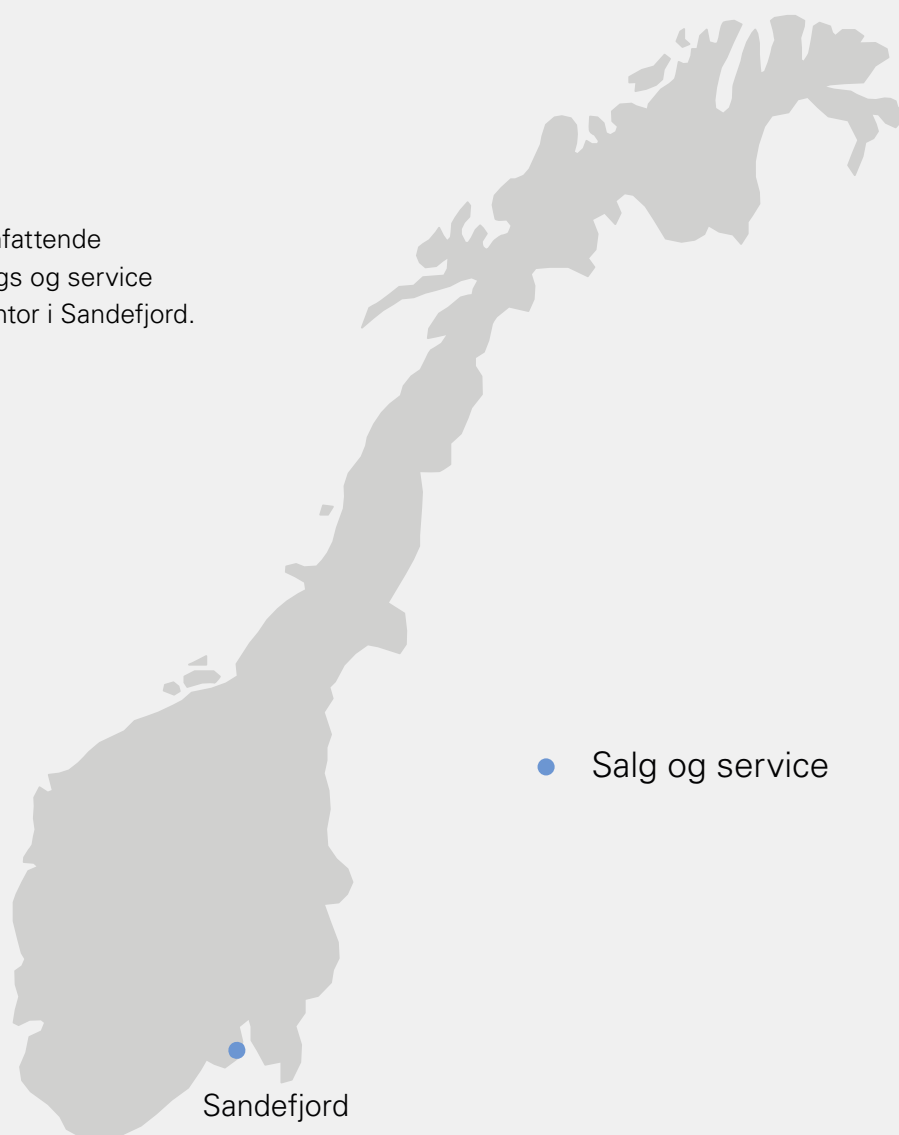 fattende
gs og service
ntor i Sandefjord.
Salg og service
Sandefjord